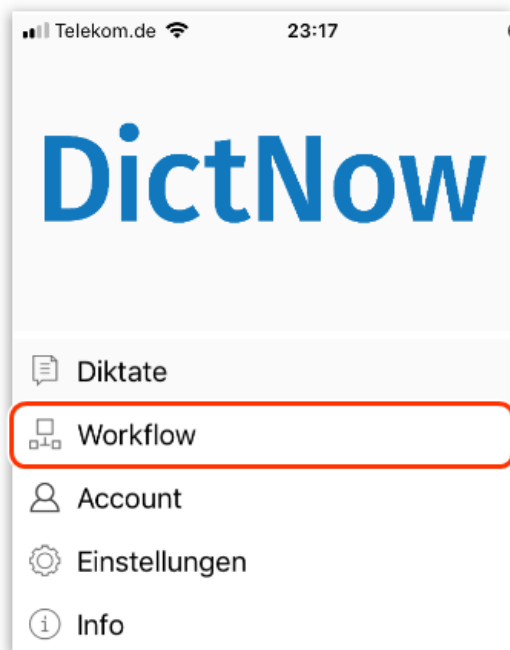 Telekom.de 23:17
DictNow
Diktate
Workflow
Account
Einstellungen
Info